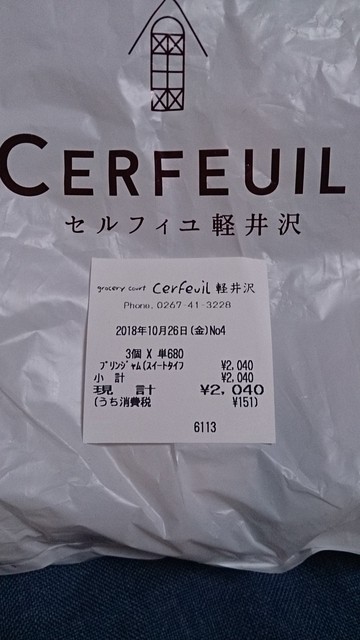 CERFEUIL
セルフィユ軽井沢
grocery court Cerfeuil 軽井沢
Phone. 0267-41-3228
2018年10月26日(金)No4
3個 X 単680
プリンジャム(スイートタイプ ¥2,040
小 計 ¥2,040
現 計 ¥2,040
(うち消費税 ¥151)
6113